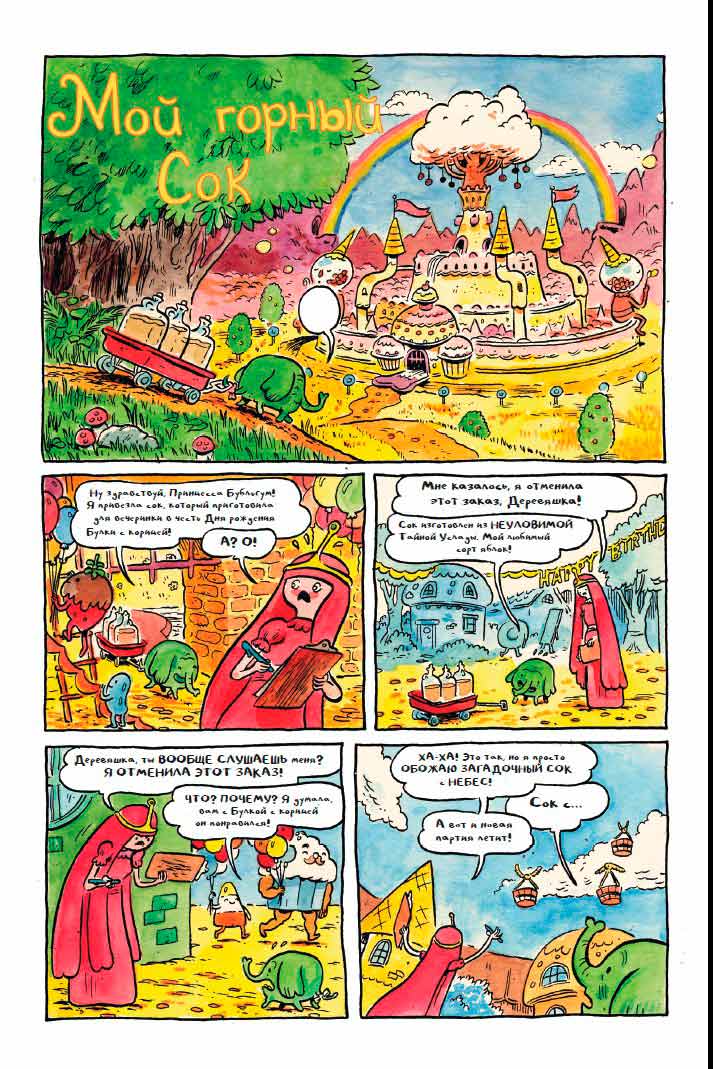 Мой горный
Сок
Ну здравствуй, Принцесса Бубльгум!
Я привезла сок, который приготовила
для вечеринки в честь Дня рождения
Булки с корицей!
А? О!
Мне казалось, я отменила
этот заказ, Деревяшка!
Сок изготовлен из НЕУЛОВИМОЙ
Тайной Услады. Мой любимый
сорт яблок!
HAPPY BIRTHD
Деревяшка, ты ВООБЩЕ СЛУШАЕШЬ меня?
Я ОТМЕНИЛА ЭТОТ ЗАКАЗ!
ЧТО? ПОЧЕМУ? Я думала,
вам с Булкой с корицей
он понравился!
ХА-ХА! Это так, но я просто
ОБОЖАЮ ЗАГАДОЧНЫЙ СОК
с НЕБЕС!
Сок с...
А вот и новая
партия летит!